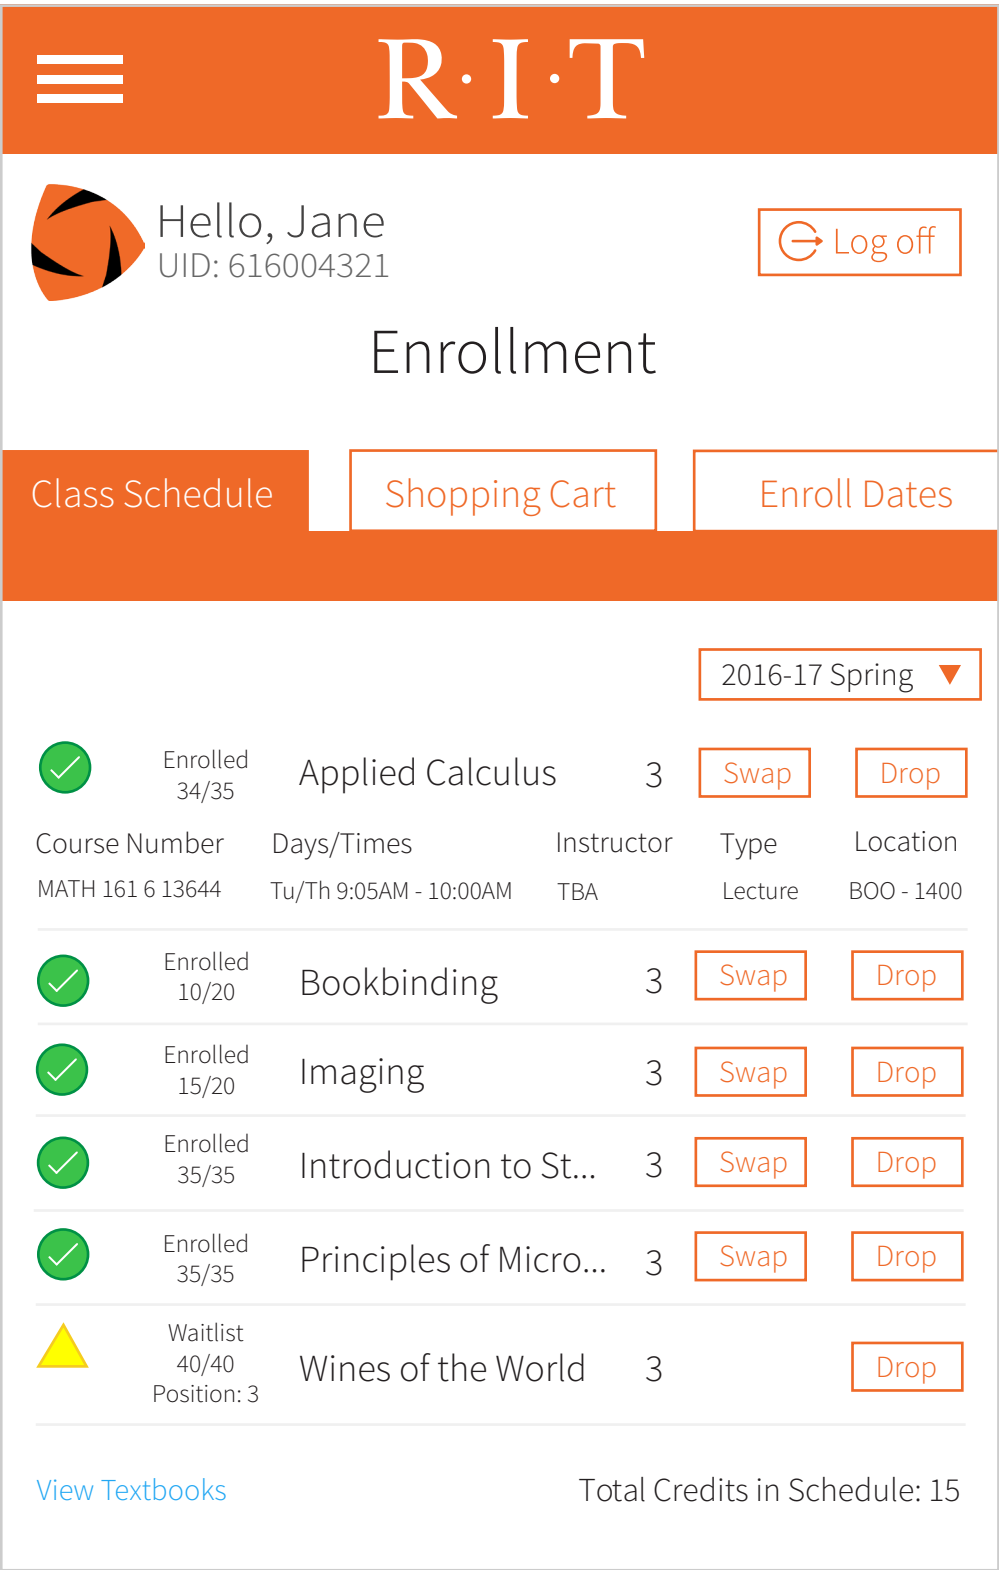 R·I·T
Hello, Jane
UID: 616004321
Log off
Enrollment
Class Schedule
Shopping Cart
Enroll Dates
2016-17 Spring
Enrolled
34/35
Applied Calculus
3
Swap
Drop
Course Number
Days/Times
Instructor
Type
Location
MATH 161 6 13644
Tu/Th 9:05AM - 10:00AM
TBA
Lecture
BOO - 1400
Enrolled
10/20
Bookbinding
3
Swap
Drop
Enrolled
15/20
Imaging
3
Swap
Drop
Enrolled
35/35
Introduction to St...
3
Swap
Drop
Enrolled
35/35
Principles of Micro...
3
Swap
Drop
Waitlist
40/40
Position: 3
Wines of the World
3
Drop
View Textbooks
Total Credits in Schedule: 15